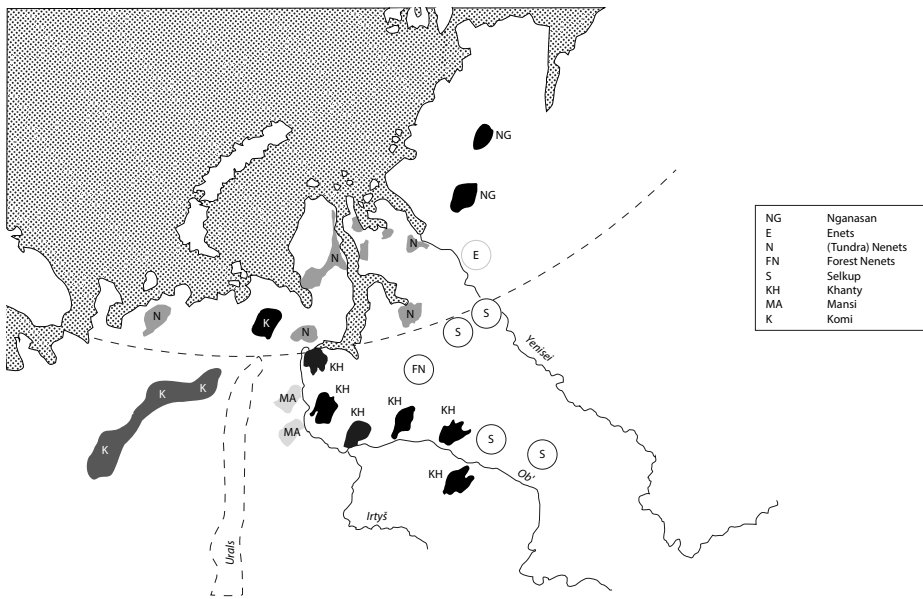 NG
NG
N
N
E
N
K
N
N
S
S
Yenisei
KH
FN
K
K
KH
MA
KH
KH
KH
MA
K
S
S
KH
Ob'
Irtyš
Urals
NG Nganasan
E Enets
N (Tundra) Nenets
FN Forest Nenets
S Selkup
KH Khanty
MA Mansi
K Komi